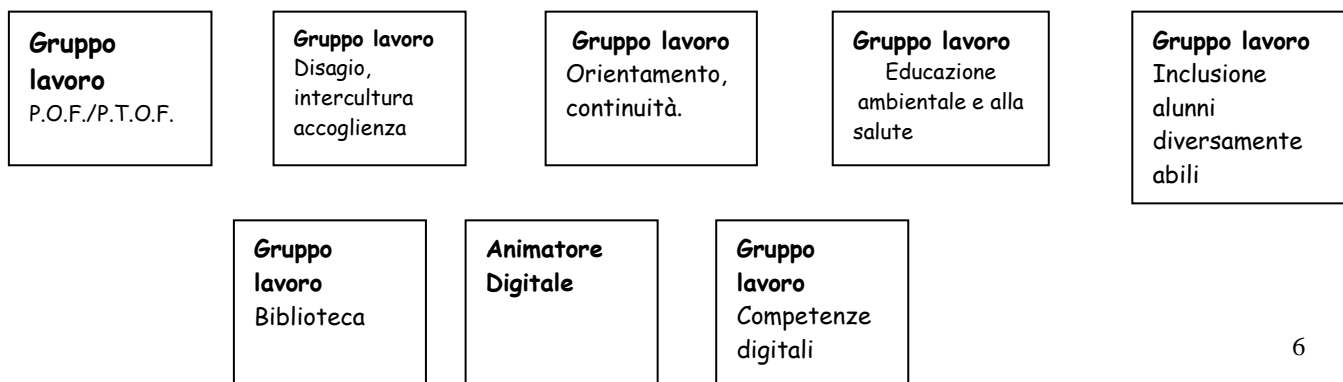 Gruppo
lavoro
P.O.F./P.T.O.F.
Gruppo lavoro
Disagio,
intercultura
accoglienza
Gruppo lavoro
Orientamento,
continuità.
Gruppo lavoro
Educazione
ambientale e alla
salute
Gruppo lavoro
Inclusione
alunni
diversamente
abili
Gruppo
lavoro
Biblioteca
Animatore
Digitale
Gruppo
lavoro
Competenze
digitali
6